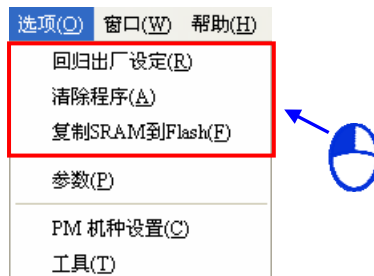 选项(O) 窗口(W) 帮助(H)
回归出厂设定(R)
清除程序(A)
复制SRAM到Flash(F)
参数(P)
PM 机种设置(C)
工具(T)